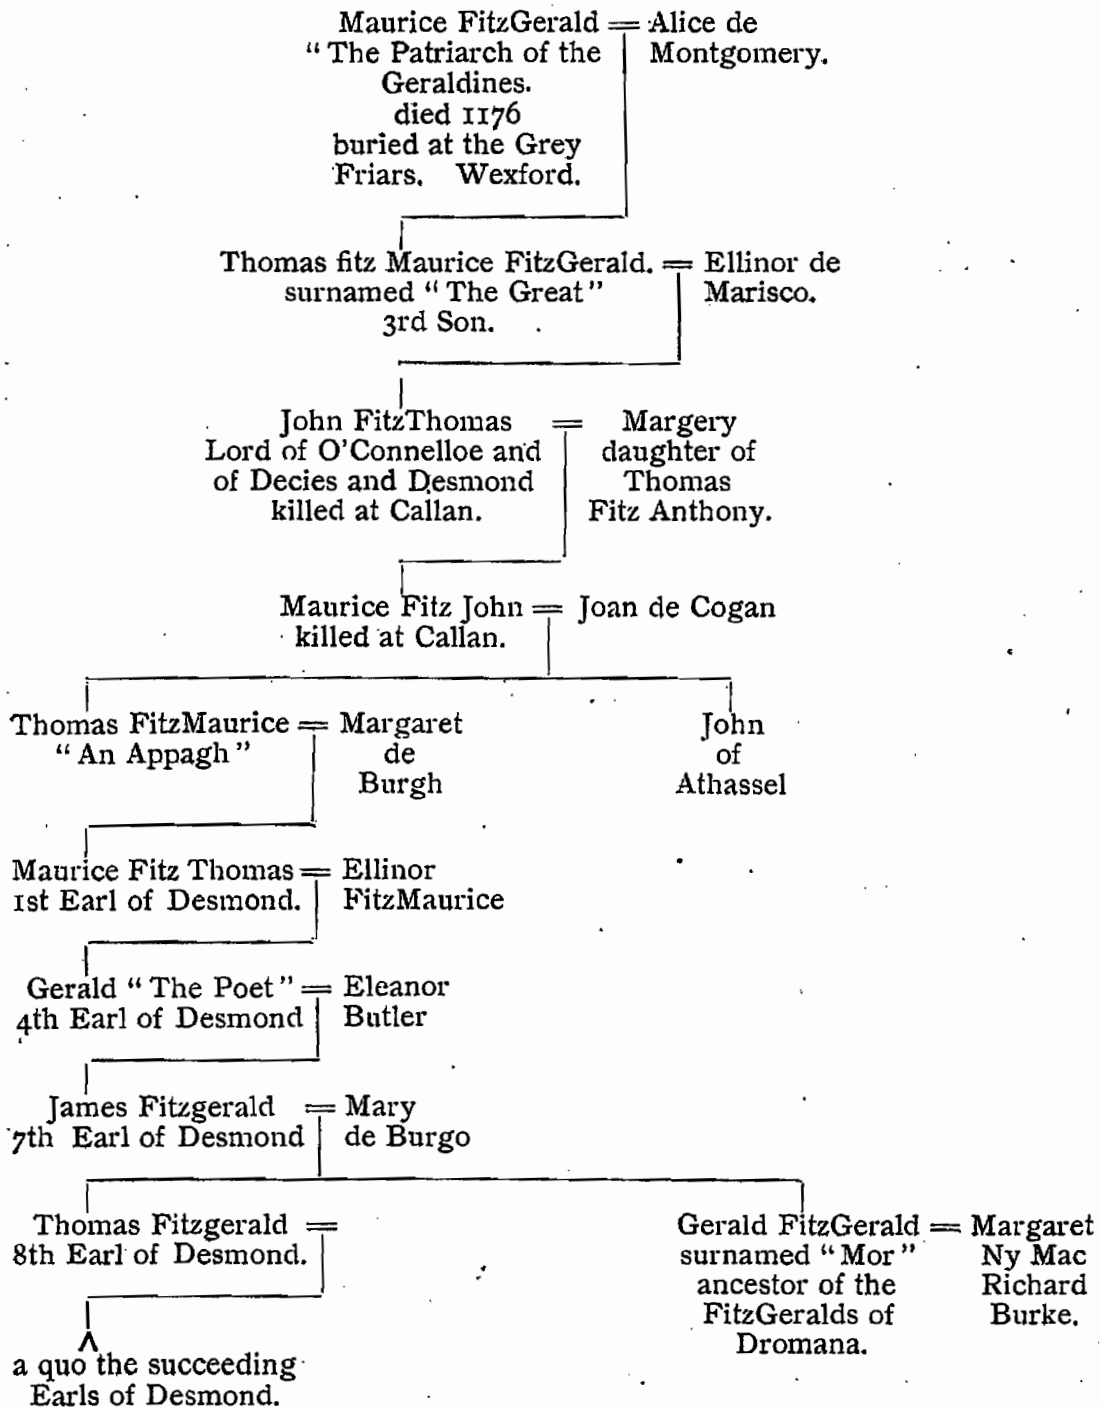 Maurice FitzGerald = Alice de
"The Patriarch of the Montgomery.
Geraldines.
died 1176
buried at the Grey
Friars. Wexford.
Thomas fitz Maurice FitzGerald. = Ellinor de
surnamed "The Great" Marisco.
3rd Son.
John FitzThomas = Margery
Lord of O'Connelloe and daughter of
of Decies and Desmond Thomas
killed at Callan. Fitz Anthony.
Maurice Fitz John = Joan de Cogan
killed at Callan.
Thomas FitzMaurice = Margaret John
"An Appagh" de of
Burgh Athassel
Maurice Fitz Thomas = Ellinor
1st Earl of Desmond. FitzMaurice
Gerald "The Poet" = Eleanor
4th Earl of Desmond Butler
James Fitzgerald = Mary
7th Earl of Desmond de Burgo
Thomas Fitzgerald = Gerald FitzGerald = Margaret
8th Earl of Desmond. surnamed "Mor" Ny Mac
ancestor of the Richard
FitzGeralds of Burke.
Dromana.
a quo the succeeding
Earls of Desmond.